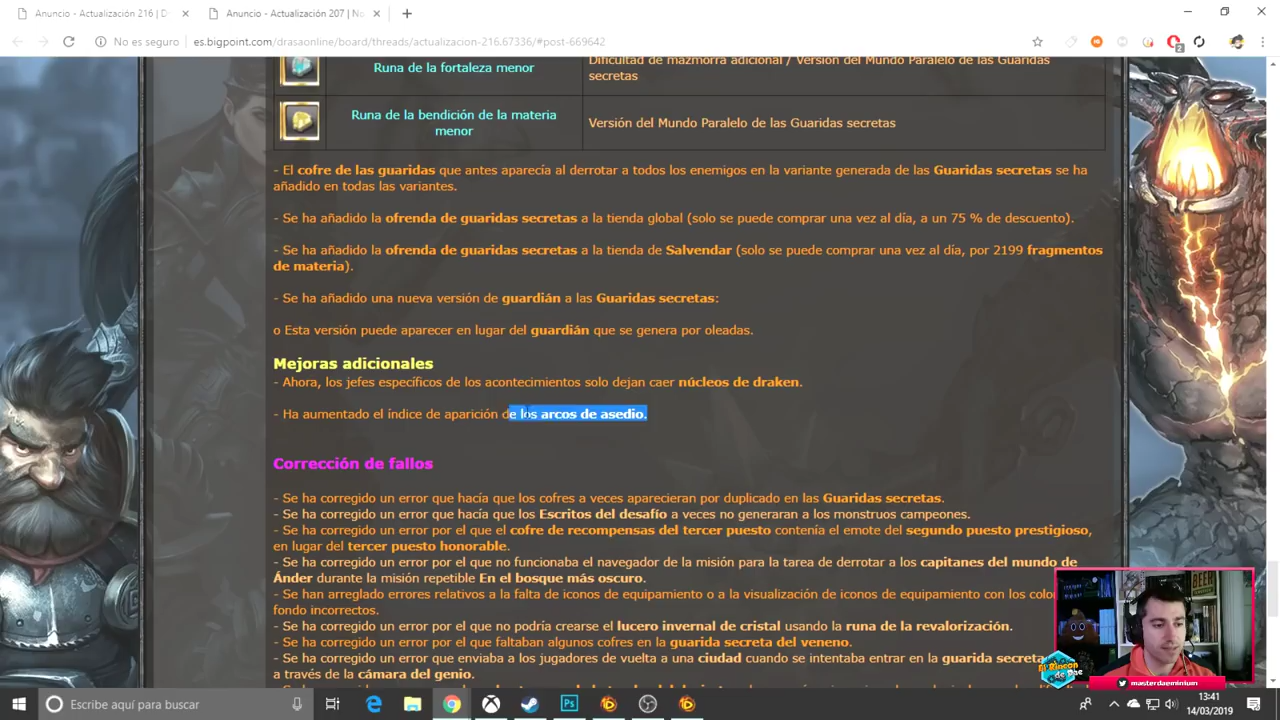 Anuncio - Actualización 216 | D
Anuncio - Actualización 207 | No
No es seguro
es.bigpoint.com/drasaonline/board/threads/actualizacion-216.67336/#post-669642
2
Runa de la fortaleza menor
Dificultad de mazmorra adicional / Versión del Mundo Paralelo de las Guaridas
secretas
Runa de la bendición de la materia
menor
Versión del Mundo Paralelo de las Guaridas secretas
- El cofre de las guaridas que antes aparecía al derrotar a todos los enemigos en la variante generada de las Guaridas secretas se ha
añadido en todas las variantes.
- Se ha añadido la ofrenda de guaridas secretas a la tienda global (solo se puede comprar una vez al día, a un 75 % de descuento).
- Se ha añadido la ofrenda de guaridas secretas a la tienda de Salvendar (solo se puede comprar una vez al día, por 2199 fragmentos
de materia).
- Se ha añadido una nueva versión de guardián a las Guaridas secretas:
o Esta versión puede aparecer en lugar del guardián que se genera por oleadas.
Mejoras adicionales
- Ahora, los jefes específicos de los acontecimientos solo dejan caer núcleos de draken.
- Ha aumentado el índice de aparición de los arcos de asedio.
Corrección de fallos
- Se ha corregido un error que hacía que los cofres a veces aparecieran por duplicado en las Guaridas secretas.
- Se ha corregido un error que hacía que los Escritos del desafío a veces no generaran a los monstruos campeones.
- Se ha corregido un error por el que el cofre de recompensas del tercer puesto contenía el emote del segundo puesto prestigioso,
en lugar del tercer puesto honorable.
- Se ha corregido un error por el que no funcionaba el navegador de la misión para la tarea de derrotar a los capitanes del mundo de
Ánder durante la misión repetible En el bosque más oscuro.
- Se han arreglado errores relativos a la falta de iconos de equipamiento o a la visualización de iconos de equipamiento con los colo
fondo incorrectos.
- Se ha corregido un error por el que no podría crearse el lucero invernal de cristal usando la runa de la revalorización.
- Se ha corregido un error por el que faltaban algunos cofres en la guarida secreta del veneno.
- Se ha corregido un error que enviaba a los jugadores de vuelta a una ciudad cuando se intentaba entrar en la guarida secreta
a través de la cámara del genio.
BEER
El Rincón
de Dae
masterdaeminium
Escribe aquí para buscar
13:41
14/03/2019